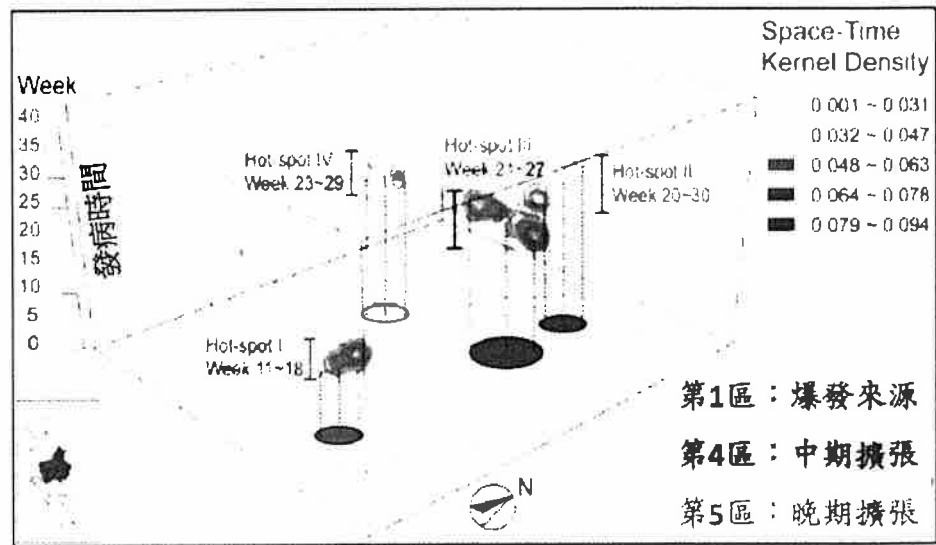 Space-Time
Kernel Density
0.001 ~ 0.031
0.032 ~ 0.047
0.048 ~ 0.063
0.064 ~ 0.078
0.079 ~ 0.094
Week
40
35
30
25
20
15
10
5
0
發病時間
Hot-spot IV
Week 23~29
Hot-spot III
Week 21~27
Hot-spot II
Week 20~30
Hot-spot I
Week 11~18
N
第1區：爆發來源
第4區：中期擴張
第5區：晚期擴張